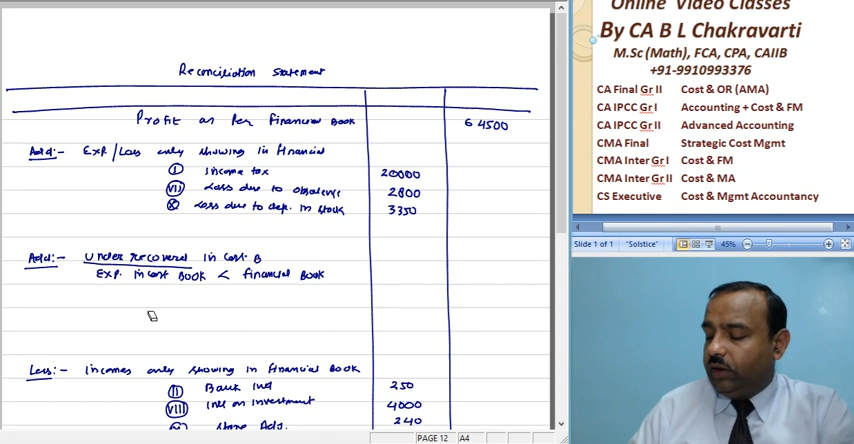 Reconciliation Statement
Profit as Per Financial Book 64500
Add:- Exp/Loss only showing in financial
I Income tax 20000
VII Loss due to obsolence 2800
X Loss due to dep. in stock 3350
Add:- Under recovered in Cost. B
Exp. in Cost Book < Financial Book
Less:- Incomes only showing in Financial Book
II Bank Int 250
VIII Int on investment 4000
Adj. 240
PAGE 12 A4
Online Video Classes
By CA B L Chakravarti
M.Sc(Math), FCA, CPA, CAIIB
+91-9910993376
CA Final Gr II Cost & OR (AMA)
CA IPCC Gr I Accounting + Cost & FM
CA IPCC Gr II Advanced Accounting
CMA Final Strategic Cost Mgmt
CMA Inter Gr I Cost & FM
CMA Inter Gr II Cost & MA
CS Executive Cost & Mgmt Accountancy
Slide 1 of 1 "Solstice" 45%